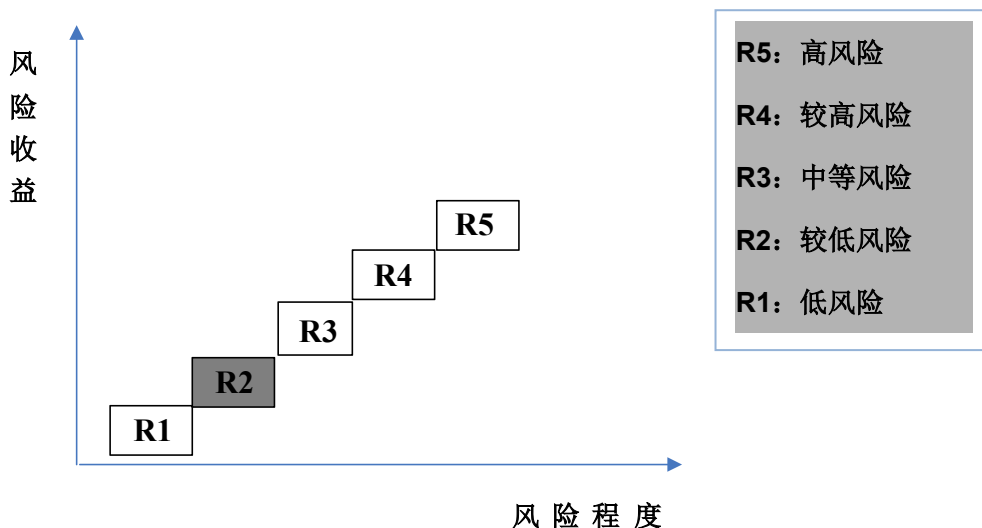 风险收益
R5
R4
R3
R2
R1
风险程度
R5：高风险
R4：较高风险
R3：中等风险
R2：较低风险
R1：低风险